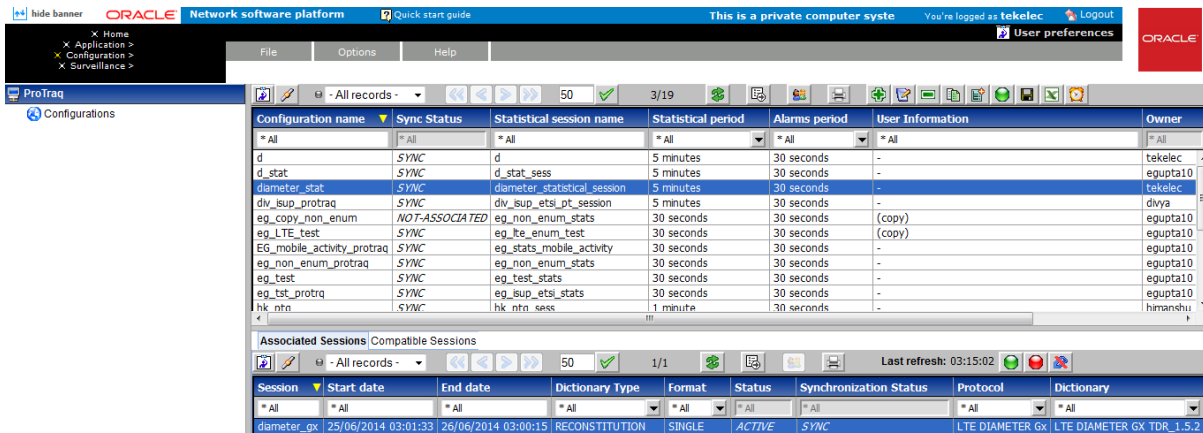 hide banner ORACLE Network software platform Quick start guide This is a private computer syste You're logged as tekelec Logout
Home
Application >
Configuration >
Surveillance >
User preferences
ORACLE
File Options Help
ProTraq
Configurations
- All records - 50 3/19
Configuration name Sync Status Statistical session name Statistical period Alarms period User Information Owner
* All * All * All * All * All * All * All
d SYNC d 5 minutes 30 seconds - tekelec
d_stat SYNC d_stat_sess 5 minutes 30 seconds - egupta10
diameter_stat SYNC diameter_statistical_session 5 minutes 30 seconds - tekelec
div_isup_protraq SYNC div_isup_etsi_pt_session 5 minutes 30 seconds - divya
eg_copy_non_enum NOT-ASSOCIATED eg_non_enum_stats 30 seconds 30 seconds (copy) egupta10
eg_LTE_test SYNC eg_lte_enum_test 30 seconds 30 seconds (copy) egupta10
EG_mobile_activity_protraq SYNC eg_stats_mobile_activity 30 seconds 30 seconds - egupta10
eg_non_enum_protraq SYNC eg_non_enum_stats 30 seconds 30 seconds - egupta10
eg_test SYNC eg_test_stats 30 seconds 30 seconds - egupta10
eg_tst_protrq SYNC eg_isup_etsi_stats 30 seconds 30 seconds - egupta10
hk_ptq SYNC hk_ptq_sess 1 minute 30 seconds - himanshu
Associated Sessions Compatible Sessions
- All records - 50 1/1 Last refresh: 03:15:02
Session Start date End date Dictionary Type Format Status Synchronization Status Protocol Dictionary
* All * All * All * All * All * All * All * All * All
diameter_gx 25/06/2014 03:01:33 26/06/2014 03:00:15 RECONSTITUTION SINGLE ACTIVE SYNC LTE DIAMETER Gx LTE DIAMETER GX TDR_1.5.2